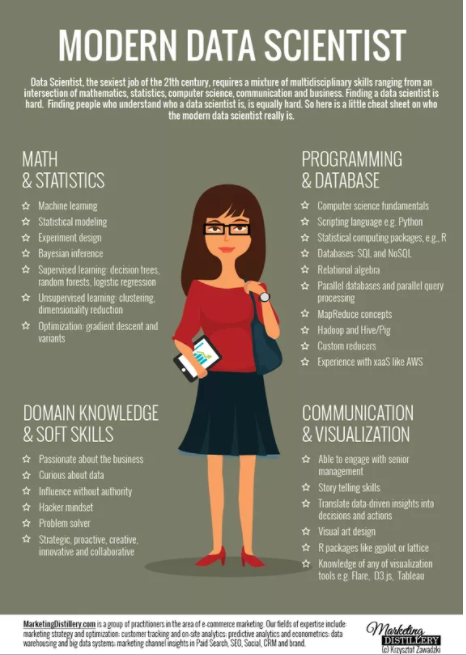 MODERN DATA SCIENTIST
Data Scientist, the sexiest job of the 21th century, requires a mixture of multidisciplinary skills ranging from an
intersection of mathematics, statistics, computer science, communication and business. Finding a data scientist is
hard. Finding people who understand who a data scientist is, is equally hard. So here is a little cheat sheet on who
the modern data scientist really is.
MATH
& STATISTICS
Machine learning
Statistical modeling
Experiment design
Bayesian inference
Supervised learning: decision trees,
random forests, logistic regression
Unsupervised learning: clustering,
dimensionality reduction
Optimization: gradient descent and
variants
PROGRAMMING
& DATABASE
Computer science fundamentals
Scripting language e.g. Python
Statistical computing packages, e.g., R
Databases: SQL and NoSQL
Relational algebra
Parallel databases and parallel query
processing
MapReduce concepts
Hadoop and Hive/Pig
Custom reducers
Experience with xaaS like AWS
DOMAIN KNOWLEDGE
& SOFT SKILLS
Passionate about the business
Curious about data
Influence without authority
Hacker mindset
Problem solver
Strategic, proactive, creative,
innovative and collaborative
COMMUNICATION
& VISUALIZATION
Able to engage with senior
management
Story telling skills
Translate data-driven insights into
decisions and actions
Visual art design
R packages like ggplot or lattice
Knowledge of any of visualization
tools e.g. Flare, D3.js, Tableau
MarketingDistillery.com is a group of practitioners in the area of e-commerce marketing. Our fields of expertise include:
marketing strategy and optimization: customer tracking and on-site analytics: predictive analytics and econometrics: data
warehousing and big data systems: marketing channel insights in Paid Search, SEO, Social, CRM and brand.
Marketing
DISTILLERY
(c) Krzysztof Zawadzki